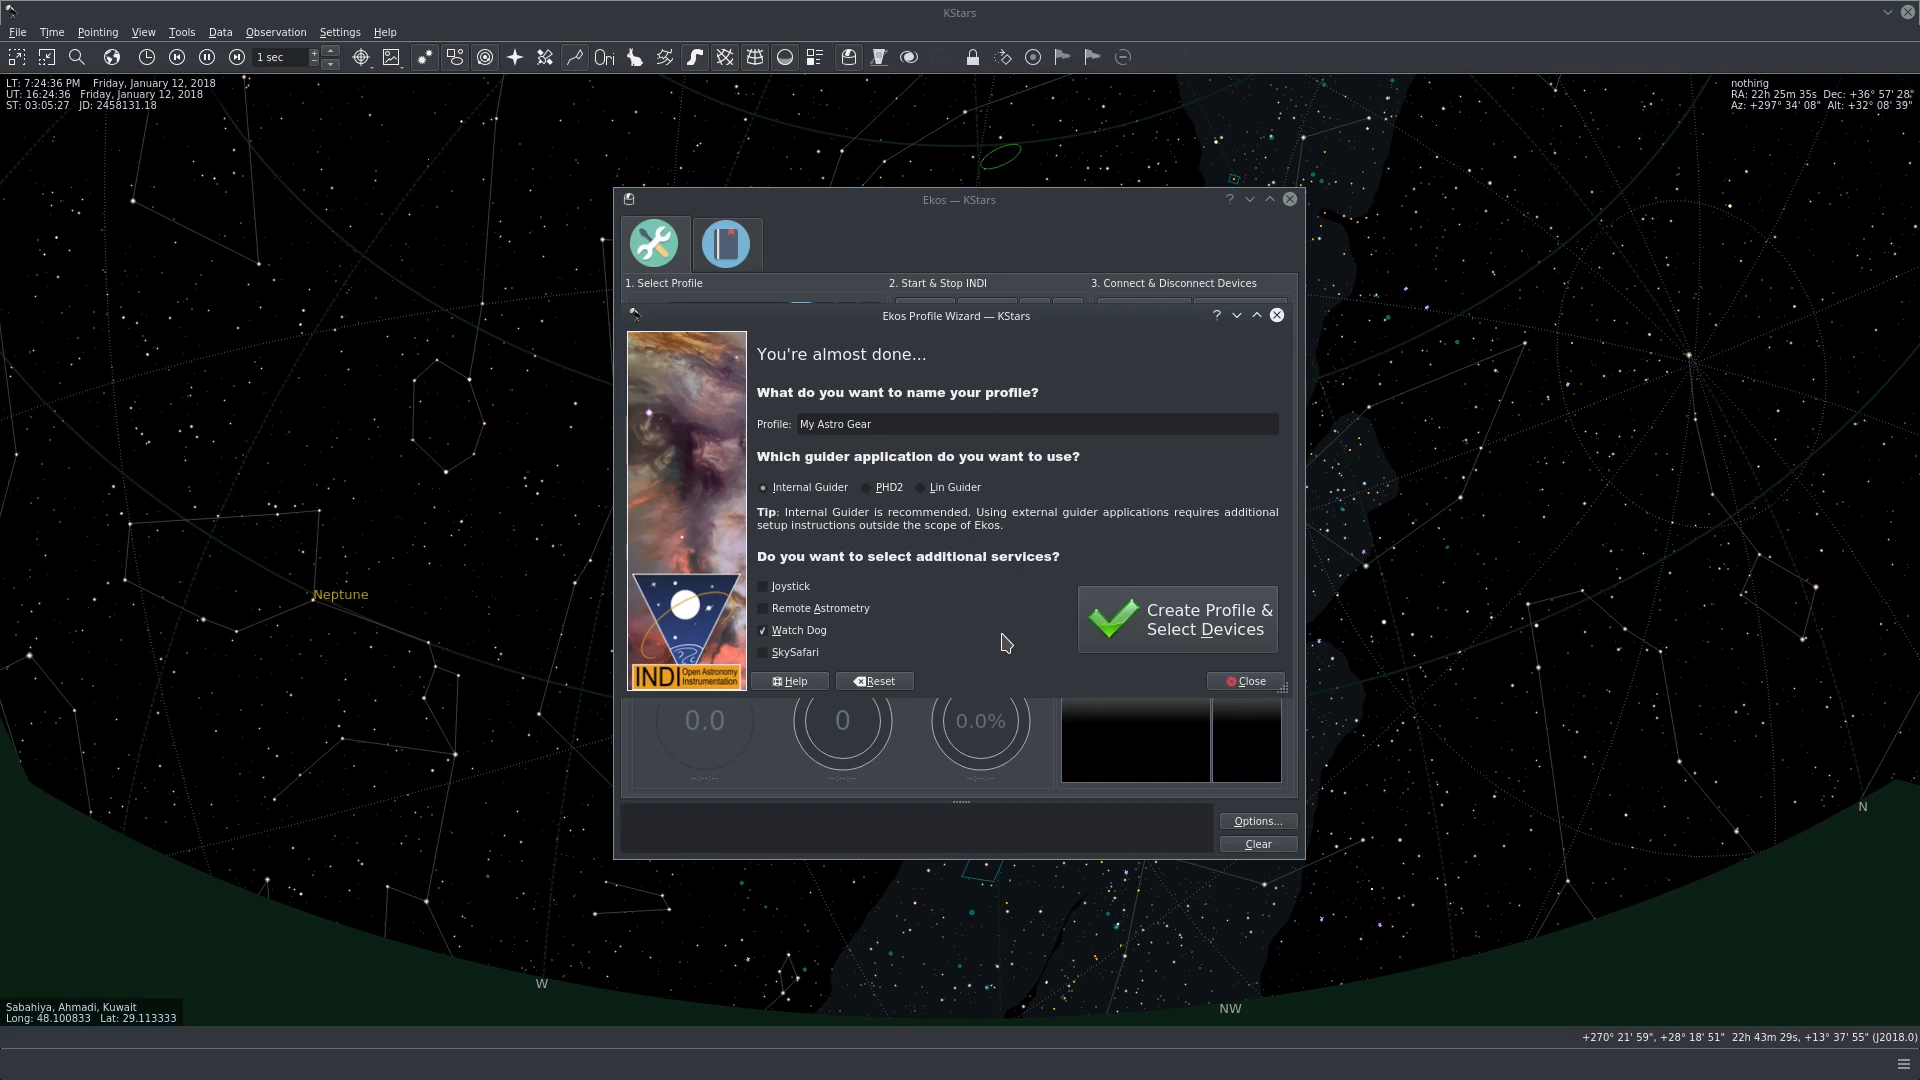 KStars
File Time Pointing View Tools Data Observation Settings Help
1 sec
Ori
LT: 7:24:36 PM Friday, January 12, 2018
UT: 16:24:36 Friday, January 12, 2018
ST: 03:05:27 JD: 2458131.18
nothing
RA: 22h 25m 35s Dec: +36° 57' 28"
Az: +297° 34' 08" Alt: +32° 08' 39"
Ekos — KStars
1. Select Profile
2. Start & Stop INDI
3. Connect & Disconnect Devices
Ekos Profile Wizard — KStars
You're almost done...
What do you want to name your profile?
Profile: My Astro Gear
Which guider application do you want to use?
Internal Guider PHD2 Lin Guider
Tip: Internal Guider is recommended. Using external guider applications requires additional
setup instructions outside the scope of Ekos.
Do you want to select additional services?
Joystick
Remote Astrometry
Watch Dog
SkySafari
Create Profile &
Select Devices
INDI Open Astronomy
Instrumentation
Help
Reset
Close
0.0
0
0.0%
--:--:--
--:--:--
--:--:--
Options...
Clear
Neptune
W
NW
N
Sabahiya, Ahmadi, Kuwait
Long: 48.100833 Lat: 29.113333
+270° 21' 59", +28° 18' 51" 22h 43m 29s, +13° 37' 55" (J2018.0)